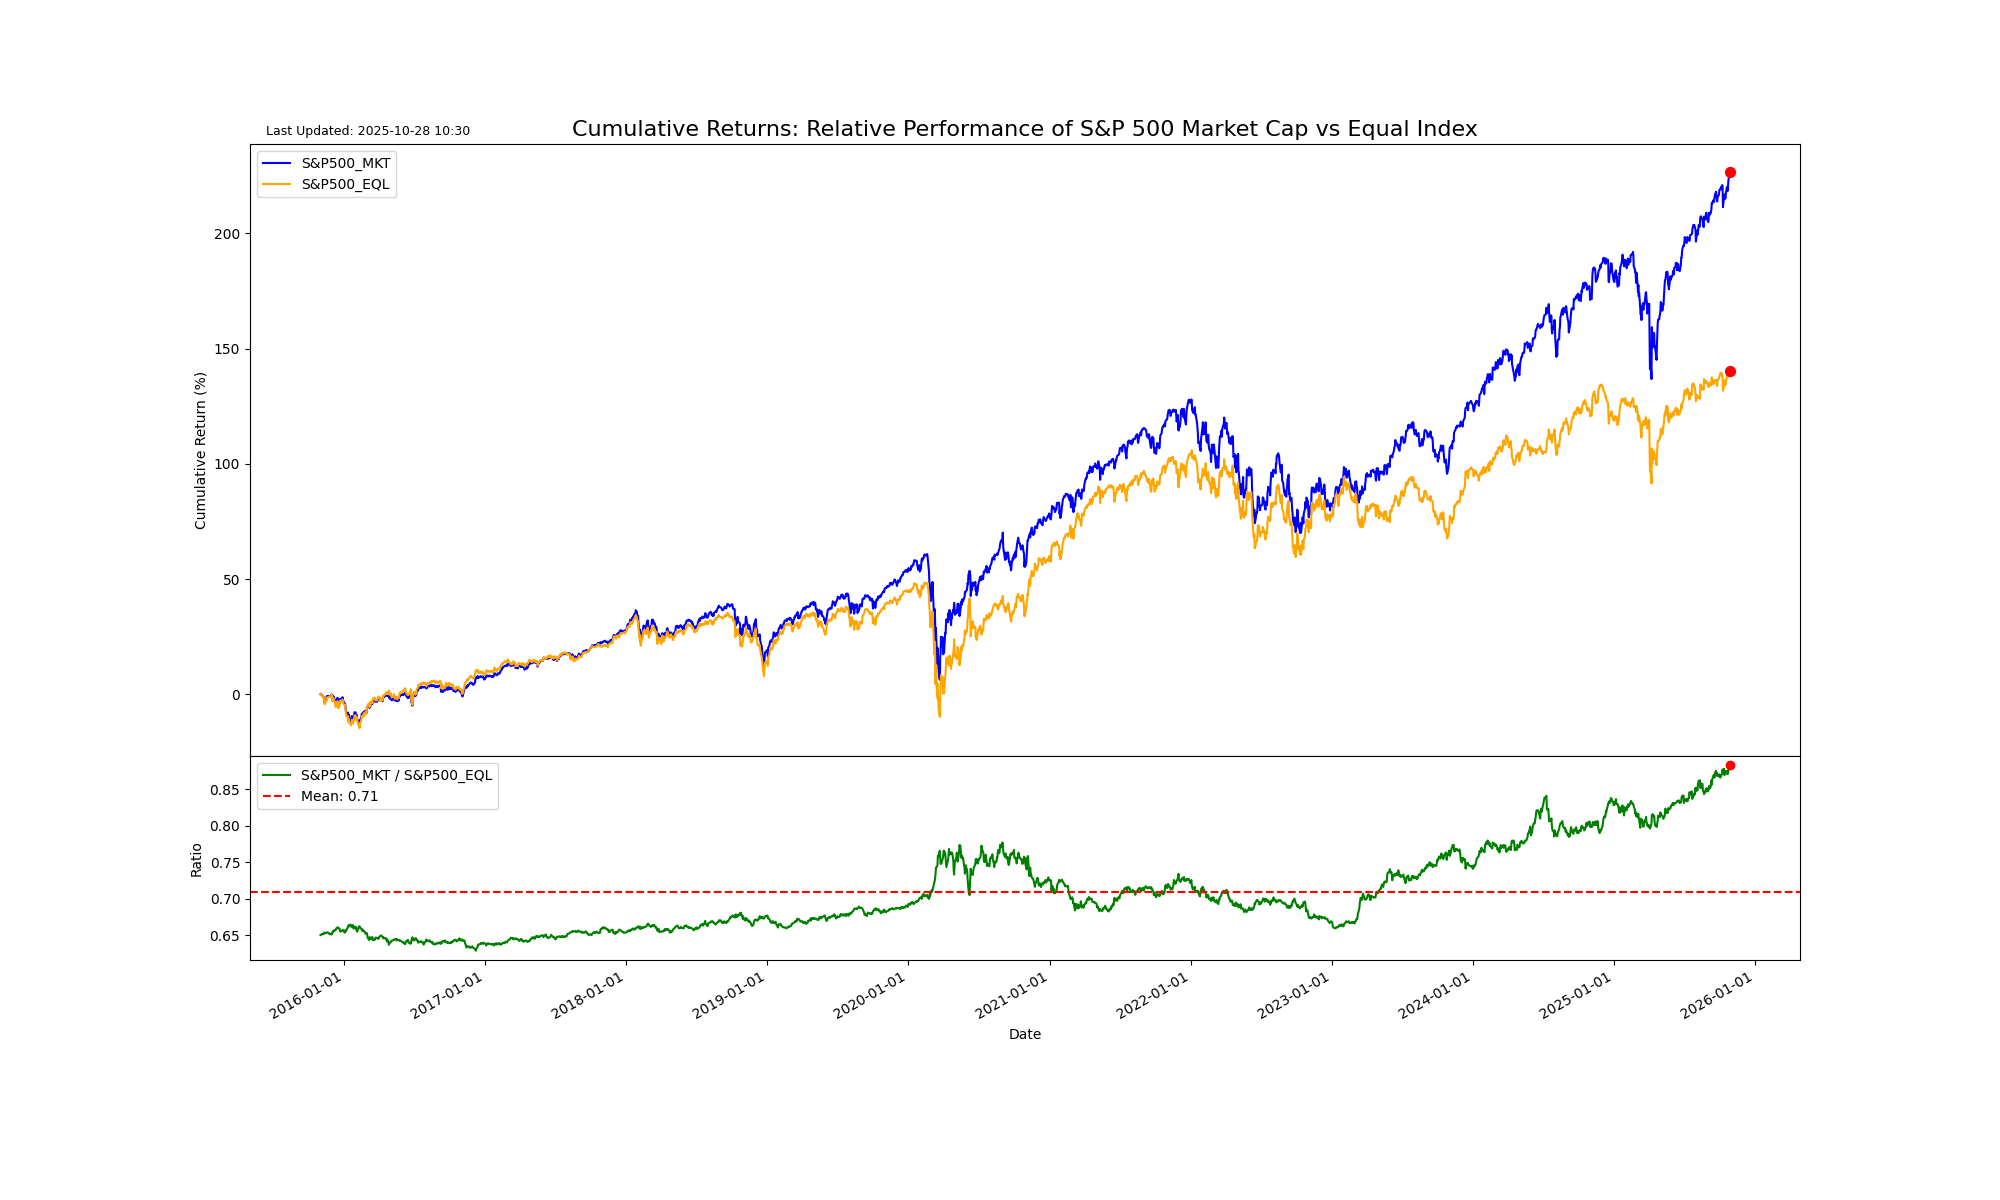 Last Updated: 2025-10-28 10:30
Cumulative Returns: Relative Performance of S&P 500 Market Cap vs Equal Index
S&P500_MKT
S&P500_EQL
200
150
100
50
0
Cumulative Return (%)
S&P500_MKT / S&P500_EQL
Mean: 0.71
0.85
0.80
0.75
0.70
0.65
Ratio
2016-01-01
2017-01-01
2018-01-01
2019-01-01
2020-01-01
2021-01-01
2022-01-01
2023-01-01
2024-01-01
2025-01-01
2026-01-01
Date